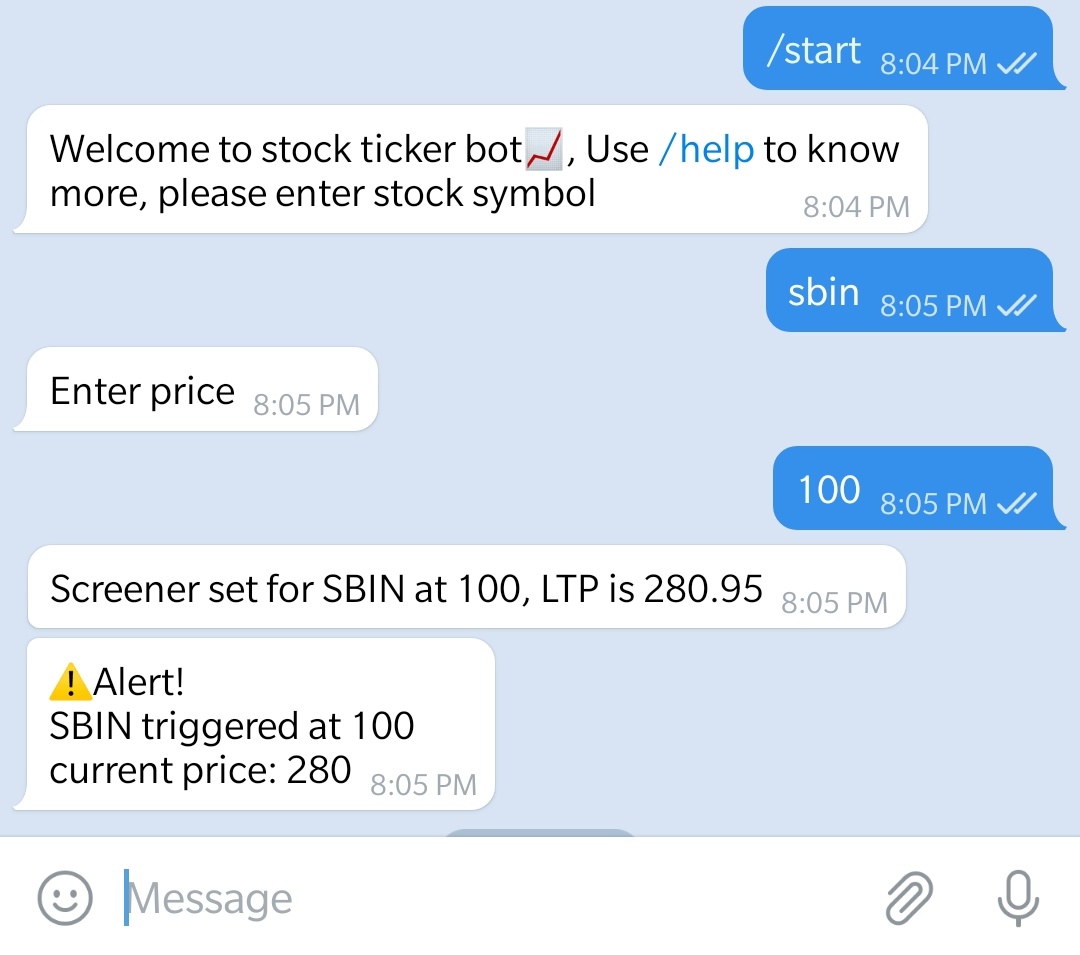 /start 8:04 PM
Welcome to stock ticker bot📈, Use /help to know
more, please enter stock symbol
8:04 PM
sbin 8:05 PM
Enter price 8:05 PM
100 8:05 PM
Screener set for SBIN at 100, LTP is 280.95 8:05 PM
⚠️Alert!
SBIN triggered at 100
current price: 280 8:05 PM
Message